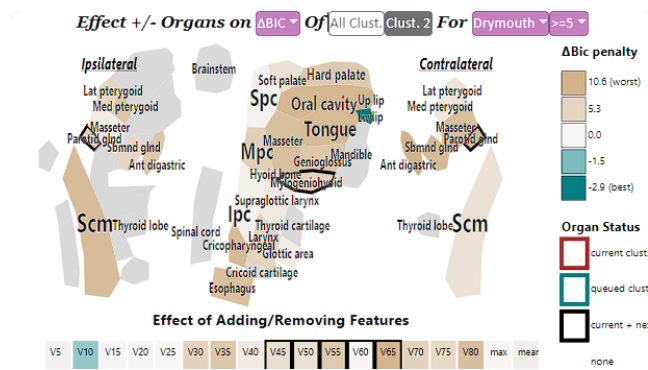 Effect +/- Organs on ΔBIC Of All Clust. Clust. 2 For Drymouth >=5
ΔBic penalty
10.6 (worst)
5.3
0.0
-1.5
-2.9 (best)
Organ Status
current clust.
queued clust
current + nex
none
Ipsilateral
Lat pterygoid
Med pterygoid
Masseter
Parotid glnd
Sbmnd glnd
Ant digastric
Scm
Thyroid lobe
Brainstem
Spinal cord
Soft palate
Hard palate
Spc
Oral cavity
Up lip
Lw lip
Tongue
Masseter
Mpc
Mandible
Genioglossus
Hyoid bone
Mylogeniohyoid
Supraglottic larynx
Ipc
Thyroid cartilage
Larynx
Cricopharyngeal
Glottic area
Cricoid cartilage
Esophagus
Contralateral
Lat pterygoid
Med pterygoid
Masseter
Parotid glnd
Sbmnd glnd
Ant digastric
Thyroid lobe
Scm
Effect of Adding/Removing Features
V5 V10 V15 V20 V25 V30 V35 V40 V45 V50 V55 V60 V65 V70 V75 V80 max mear